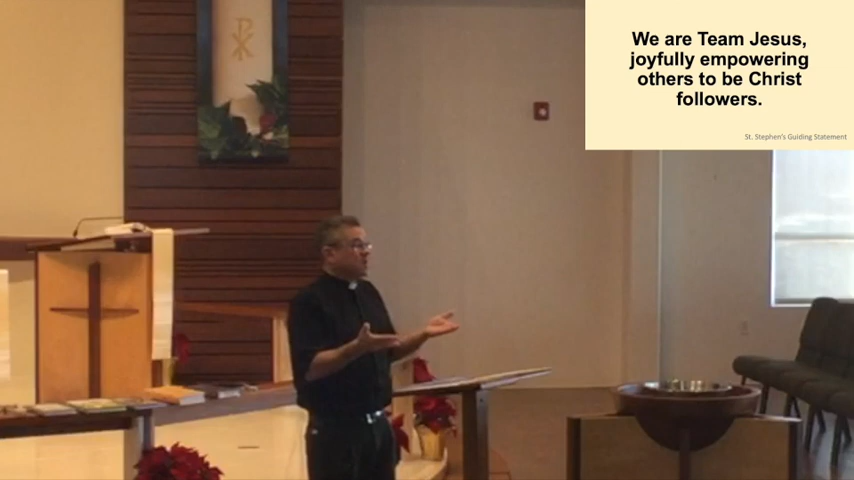 We are Team Jesus,
joyfully empowering
others to be Christ
followers.
St. Stephen's Guiding Statement